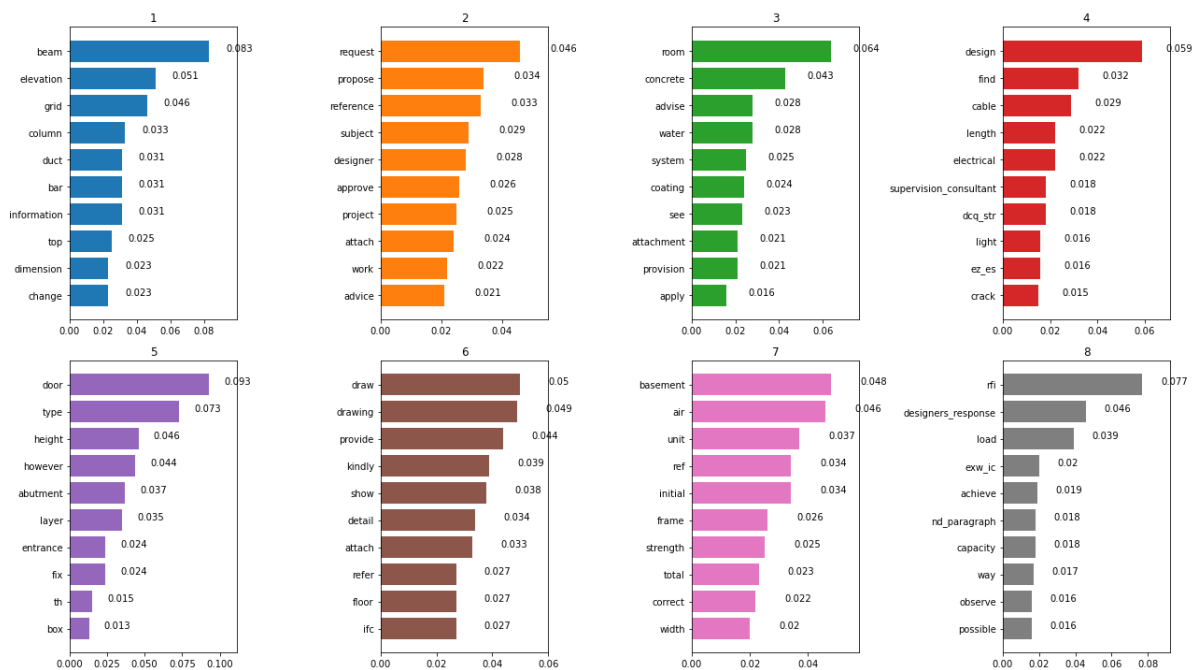 1
beam 0.083
elevation 0.051
grid 0.046
column 0.033
duct 0.031
bar 0.031
information 0.031
top 0.025
dimension 0.023
change 0.023
0.00 0.02 0.04 0.06 0.08
2
request 0.046
propose 0.034
reference 0.033
subject 0.029
designer 0.028
approve 0.026
project 0.025
attach 0.024
work 0.022
advice 0.021
0.00 0.02 0.04
3
room 0.064
concrete 0.043
advise 0.028
water 0.028
system 0.025
coating 0.024
see 0.023
attachment 0.021
provision 0.021
apply 0.016
0.00 0.02 0.04 0.06
4
design 0.059
find 0.032
cable 0.029
length 0.022
electrical 0.022
supervision_consultant 0.018
dcq_str 0.018
light 0.016
ez_es 0.016
crack 0.015
0.00 0.02 0.04 0.06
5
door 0.093
type 0.073
height 0.046
however 0.044
abutment 0.037
layer 0.035
entrance 0.024
fix 0.024
th 0.015
box 0.013
0.000 0.025 0.050 0.075 0.100
6
draw 0.05
drawing 0.049
provide 0.044
kindly 0.039
show 0.038
detail 0.034
attach 0.033
refer 0.027
floor 0.027
ifc 0.027
0.00 0.02 0.04 0.06
7
basement 0.048
air 0.046
unit 0.037
ref 0.034
initial 0.034
frame 0.026
strength 0.025
total 0.023
correct 0.022
width 0.02
0.00 0.02 0.04
8
rfi 0.077
designers_response 0.046
load 0.039
exw_ic 0.02
achieve 0.019
nd_paragraph 0.018
capacity 0.018
way 0.017
observe 0.016
possible 0.016
0.00 0.02 0.04 0.06 0.08